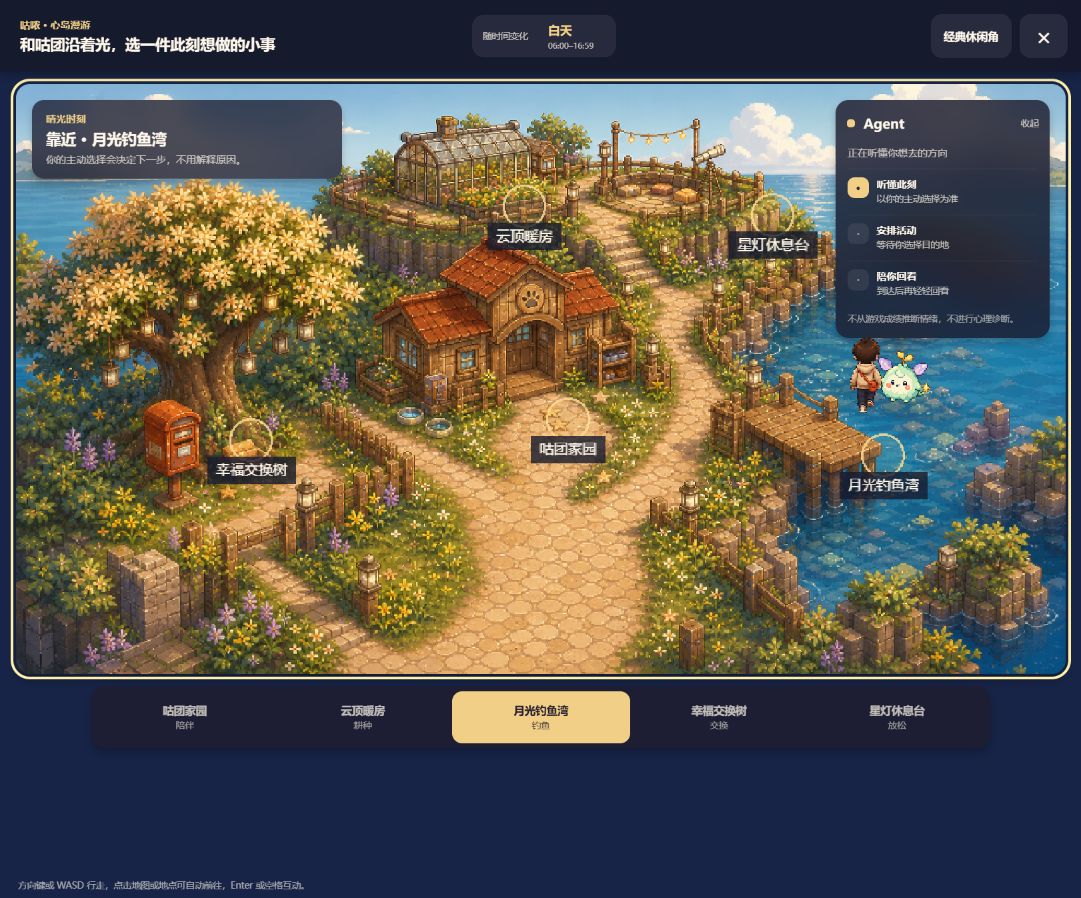 咕啾·心岛漫游
和咕团沿着光，选一件此刻想做的小事
随时间变化
白天
06:00–16:59
经典休闲角
×
晴光时刻
靠近·月光钓鱼湾
你的主动选择会决定下一步，不用解释原因。
Agent
收起
正在听懂你想去的方向
听懂此刻
以你的主动选择为准
安排活动
等待你选择目的地
陪你回看
到达后再轻轻回看
不从游戏成绩推断情绪，不进行心理诊断。
云顶暖房
星灯休息台
咕团家园
幸福交换树
月光钓鱼湾
咕团家园
陪伴
云顶暖房
耕种
月光钓鱼湾
钓鱼
幸福交换树
交换
星灯休息台
放松
方向键或 WASD 行走，点击地图或地点可自动前往，Enter 或空格互动。